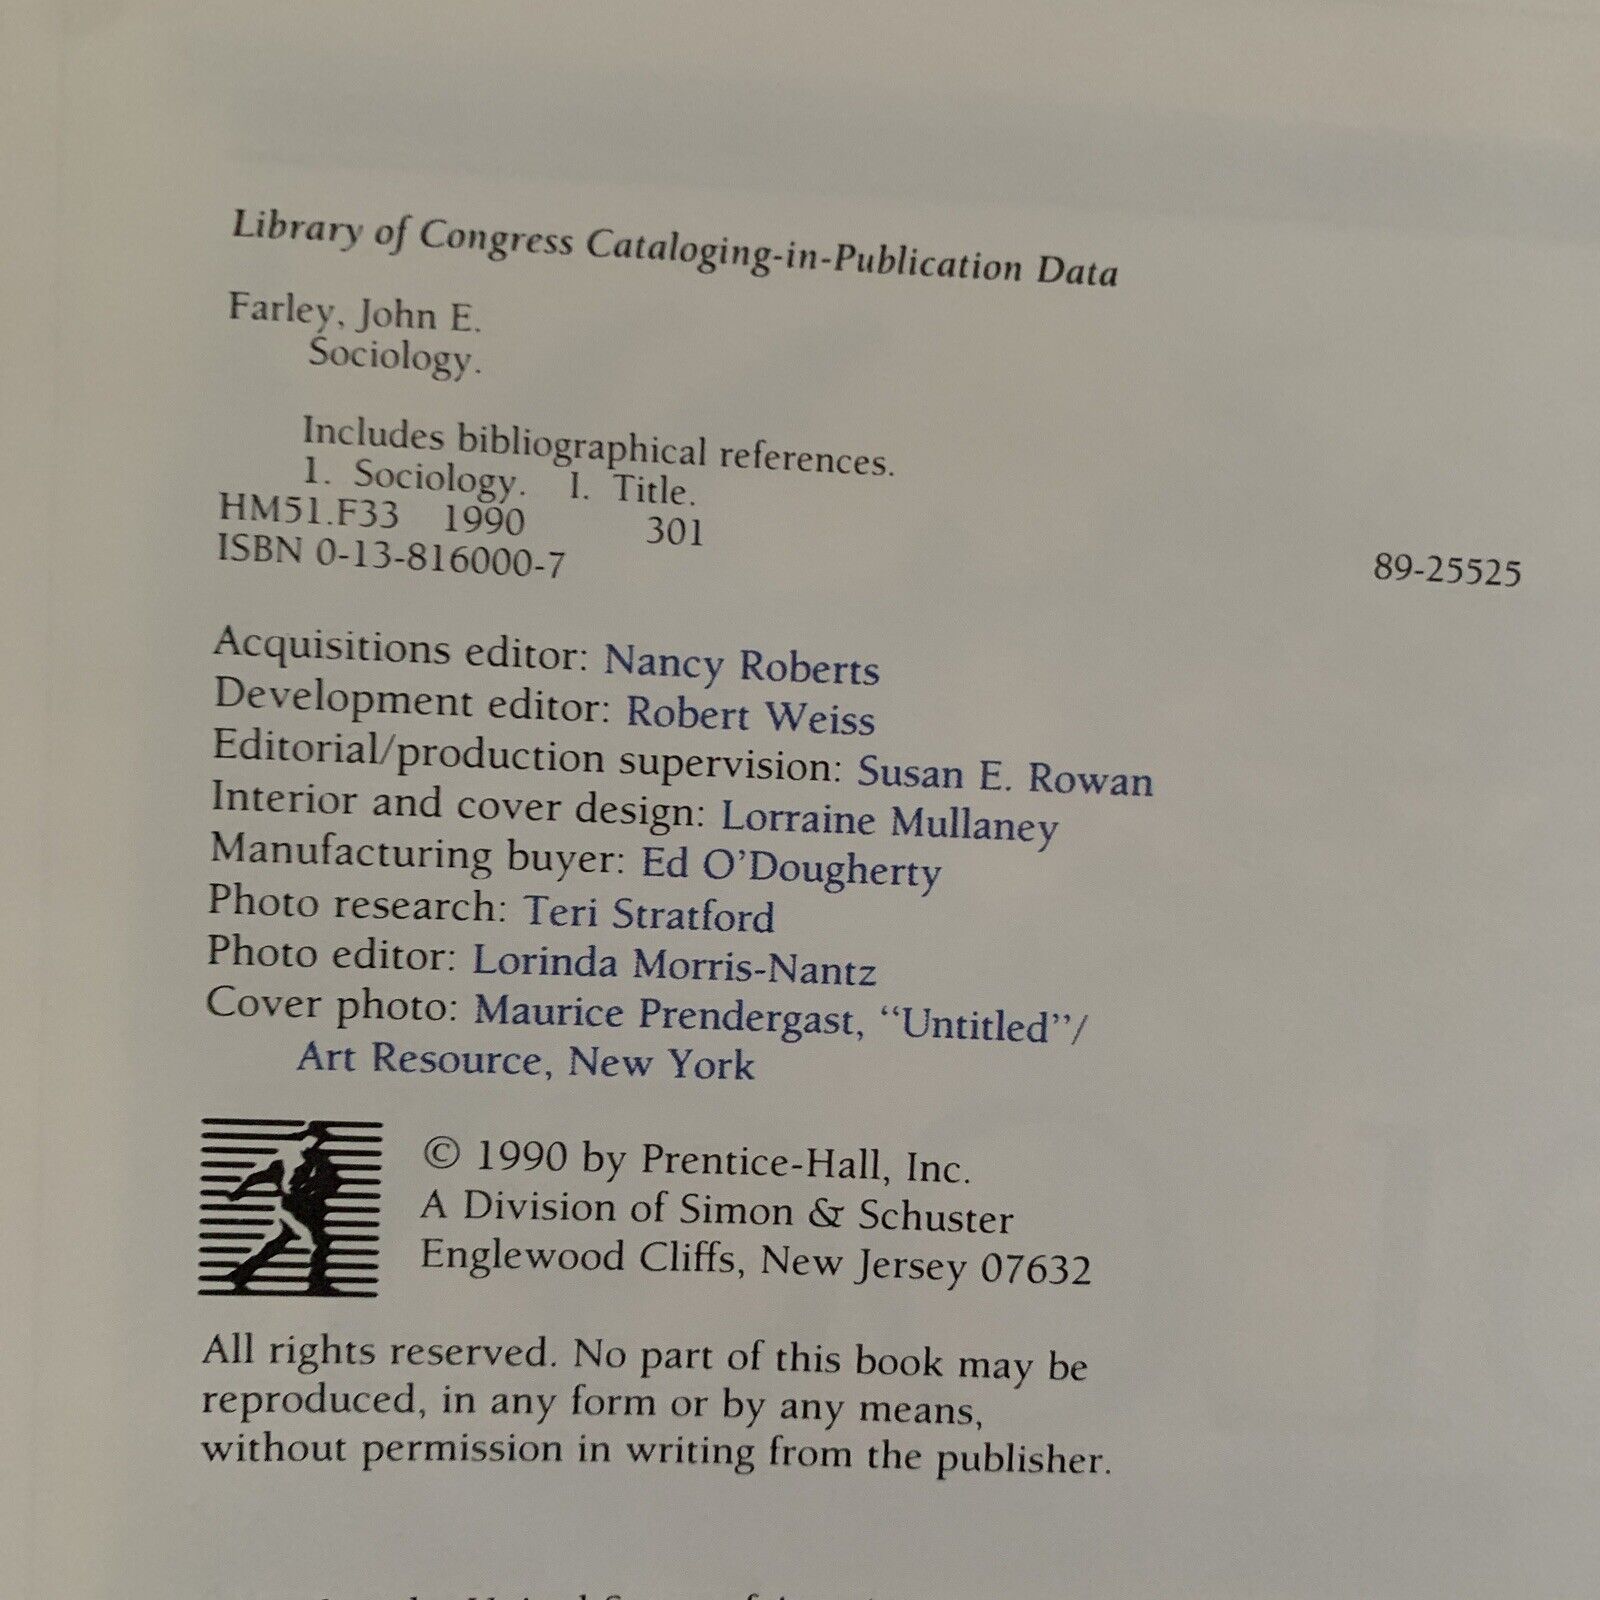 Library of Congress Cataloging-in-Publication Data
Farley, John E.
Sociology.
Includes bibliographical references.
1. Sociology. I. Title.
HM51.F33 1990 301
ISBN 0-13-816000-7 89-25525
Acquisitions editor: Nancy Roberts
Development editor: Robert Weiss
Editorial/production supervision: Susan E. Rowan
Interior and cover design: Lorraine Mullaney
Manufacturing buyer: Ed O'Dougherty
Photo research: Teri Stratford
Photo editor: Lorinda Morris-Nantz
Cover photo: Maurice Prendergast, "Untitled"/
Art Resource, New York
© 1990 by Prentice-Hall, Inc.
A Division of Simon & Schuster
Englewood Cliffs, New Jersey 07632
All rights reserved. No part of this book may be
reproduced, in any form or by any means,
without permission in writing from the publisher.